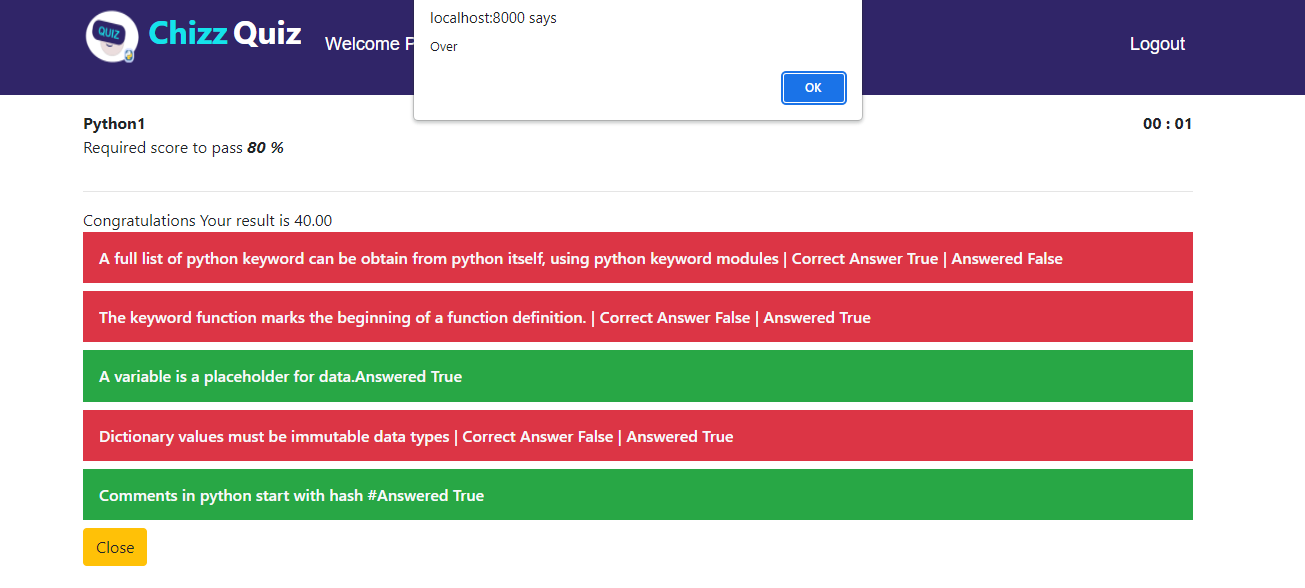 QUIZ
Chizz Quiz
Welcome P
localhost:8000 says
Over
OK
Logout
Python1
00 : 01
Required score to pass 80 %
Congratulations Your result is 40.00
A full list of python keyword can be obtain from python itself, using python keyword modules | Correct Answer True | Answered False
The keyword function marks the beginning of a function definition. | Correct Answer False | Answered True
A variable is a placeholder for data.Answered True
Dictionary values must be immutable data types | Correct Answer False | Answered True
Comments in python start with hash #Answered True
Close